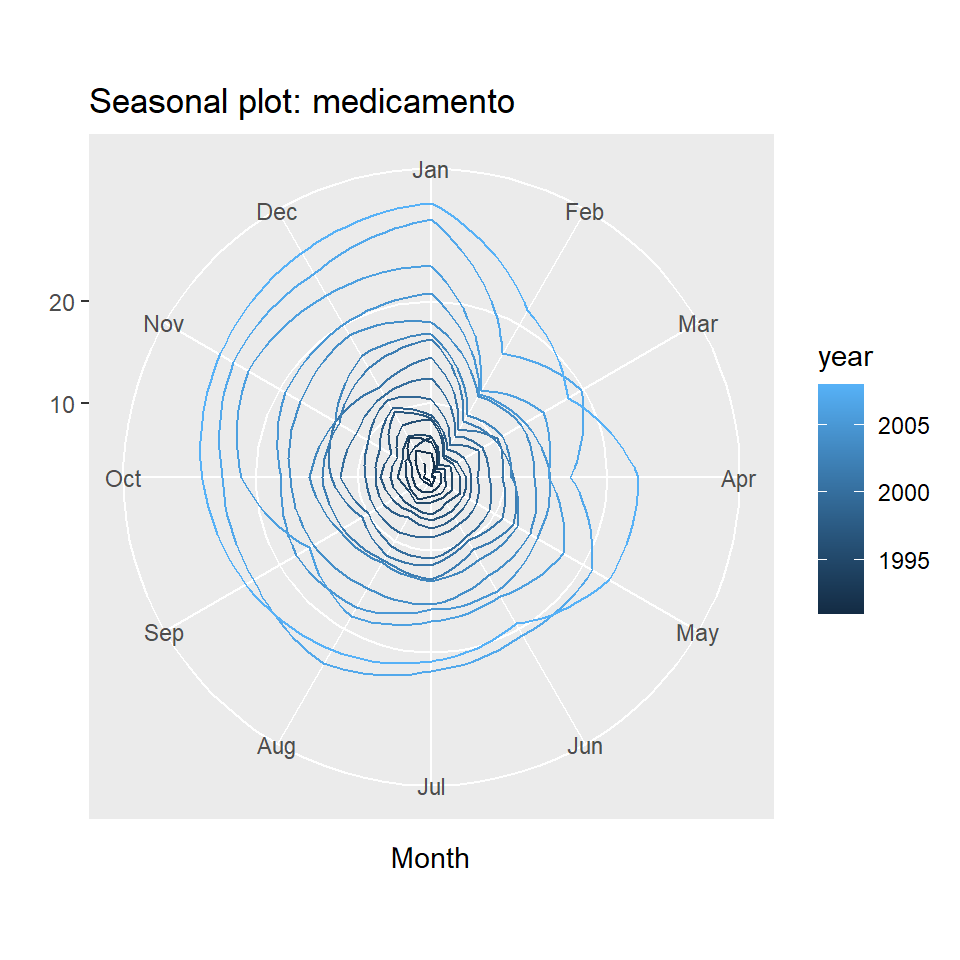 Seasonal plot: medicamento
Jan
Dec
Feb
20
Nov
Mar
year
10
2005
Oct
Apr
2000
1995
Sep
May
Aug
Jun
Jul
Month